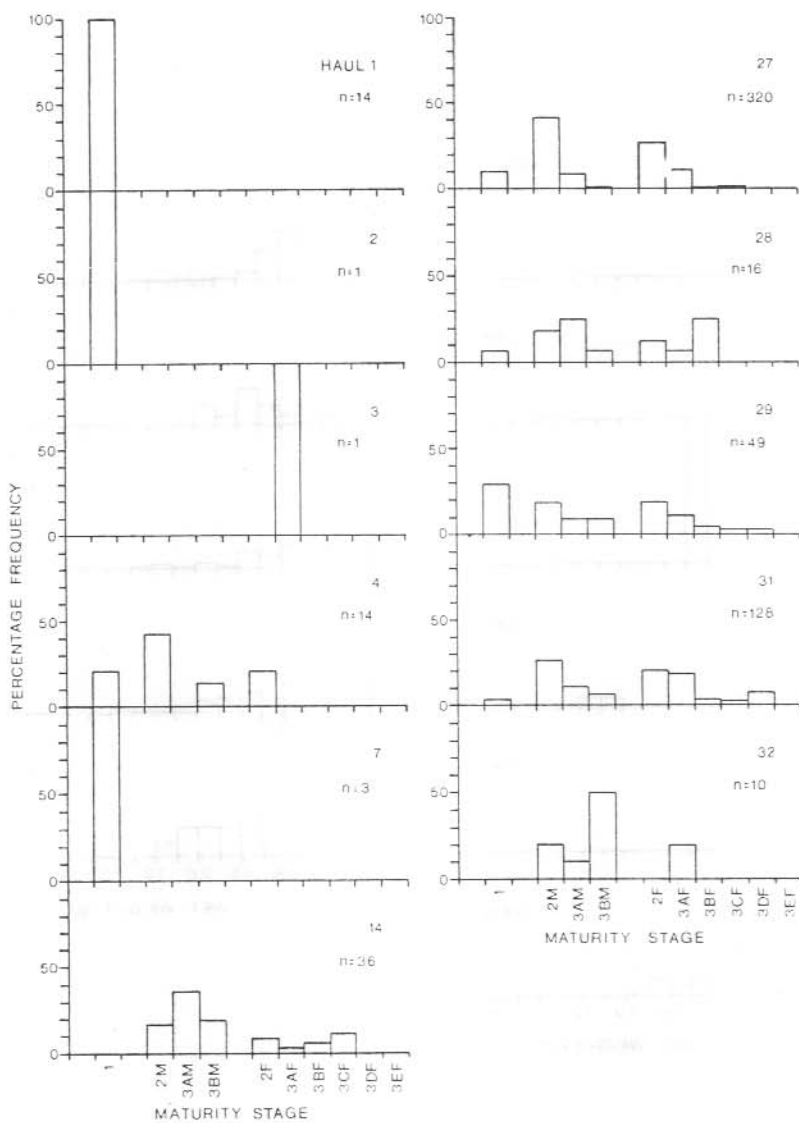 PERCENTAGE FREQUENCY
100
50
0
HAUL 1
n=14
50
0
2
n=1
50
0
3
n=1
50
0
4
n=14
50
0
7
n=3
50
0
14
n=36
1
2M
3AM
3BM
2F
3AF
3BF
3CF
3DF
3EF
MATURITY STAGE
100
50
0
27
n=320
50
0
28
n=16
50
0
29
n=49
50
0
31
n=128
50
0
32
n=10
1
2M
3AM
3BM
2F
3AF
3BF
3CF
3DF
3EF
MATURITY STAGE